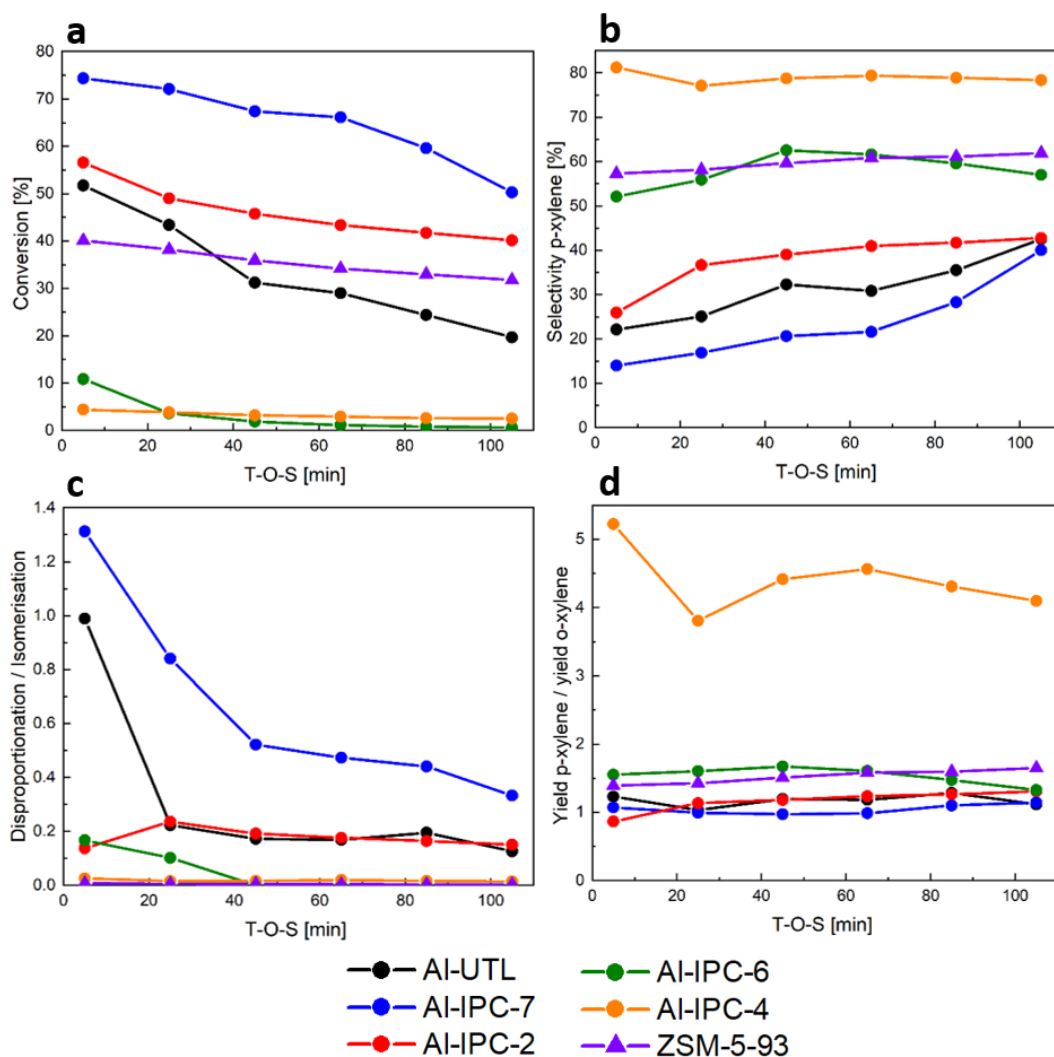 a
b
80
70
60
50
40
30
20
10
0
Conversion [%]
0 20 40 60 80 100
T-O-S [min]
80
70
60
50
40
30
20
10
0
Selectivity p-xylene [%]
0 20 40 60 80 100
T-O-S [min]
c
d
1.4
1.2
1.0
0.8
0.6
0.4
0.2
0.0
Disproportionation / Isomerisation
0 20 40 60 80 100
T-O-S [min]
5
4
3
2
1
0
Yield p-xylene / yield o-xylene
0 20 40 60 80 100
T-O-S [min]
Al-UTL
Al-IPC-7
Al-IPC-2
Al-IPC-6
Al-IPC-4
ZSM-5-93